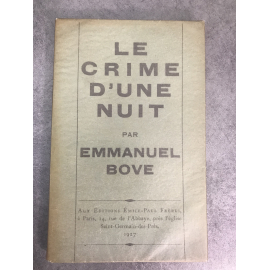 LE
CRIME
D'UNE
NUIT
PAR
EMMANUEL
BOVE
Aux Éditions Émile-Paul Frères,
à Paris, 14, rue de l'Abbaye, près l'église
Saint-Germain-des-Prés.
1927